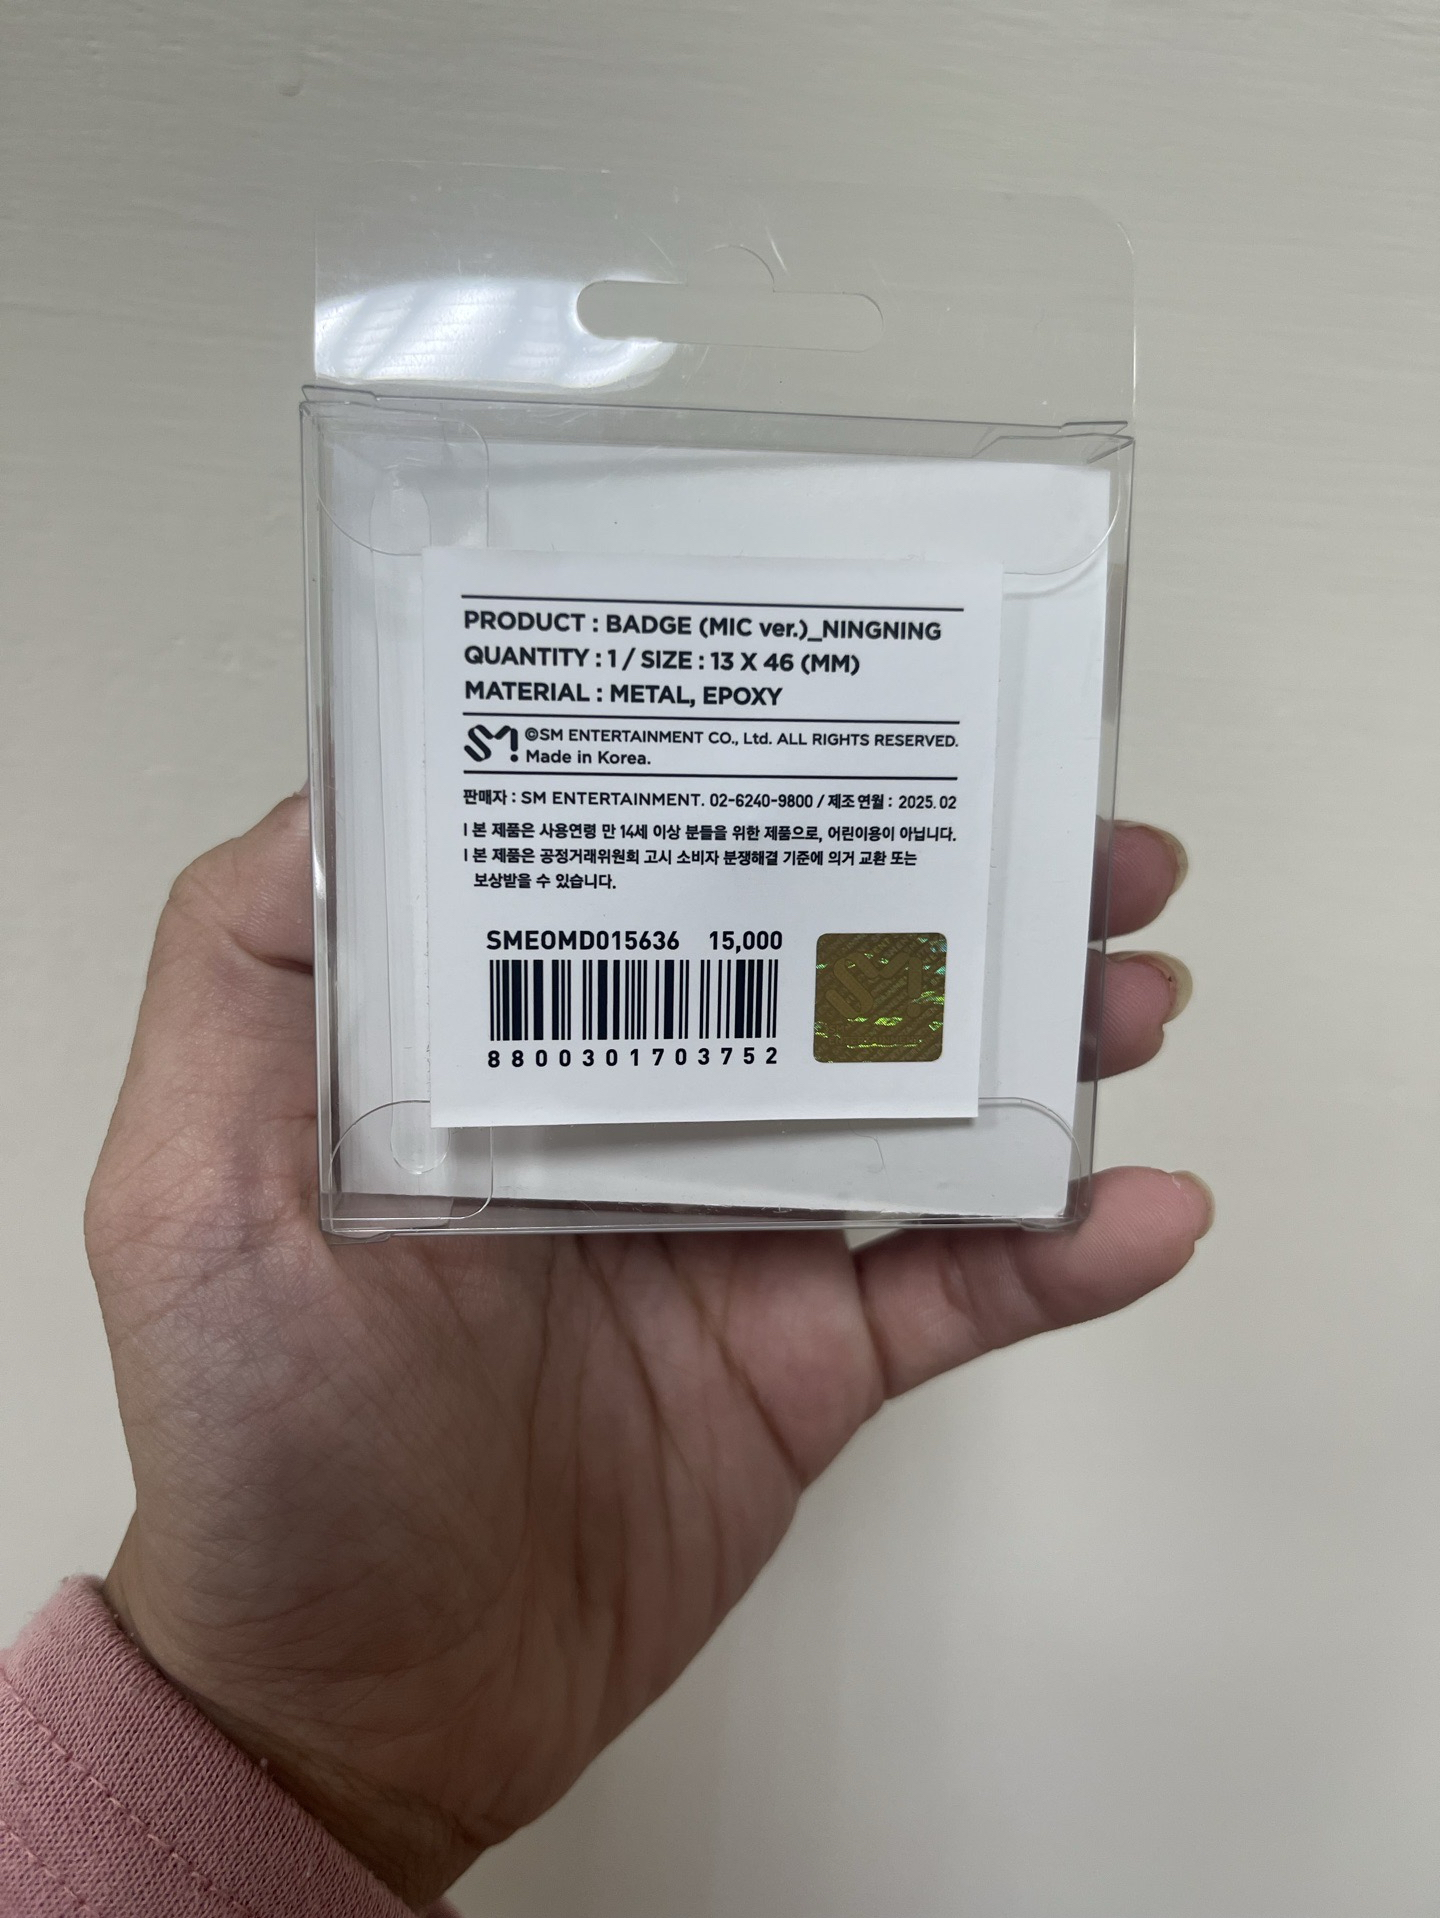 PRODUCT : BADGE (MIC ver.)_NINGNING
QUANTITY : 1 / SIZE : 13 X 46 (MM)
MATERIAL : METAL, EPOXY
SM ©SM ENTERTAINMENT CO., Ltd. ALL RIGHTS RESERVED.
Made in Korea.
판매자 : SM ENTERTAINMENT. 02-6240-9800 / 제조연월 : 2025. 02
l 본 제품은 사용연령 만 14세 이상 분들을 위한 제품으로, 어린이용이 아닙니다.
l 본 제품은 공정거래위원회 고시 소비자 분쟁해결 기준에 의거 교환 또는
보상받을 수 있습니다.
SMEOMD015636 15,000
8800301703752
SM